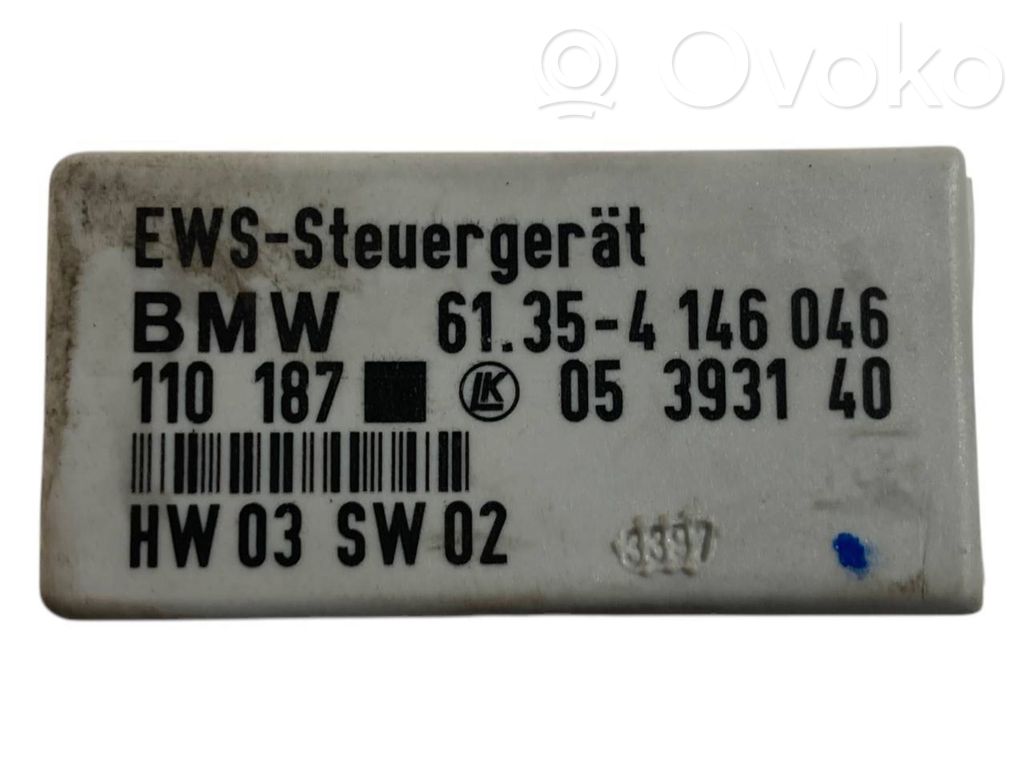 Ovoko
EWS-Steuergerät
BMW 61.35-4 146 046
110 187 LK 05 3931 40
HW 03 SW 02
3397